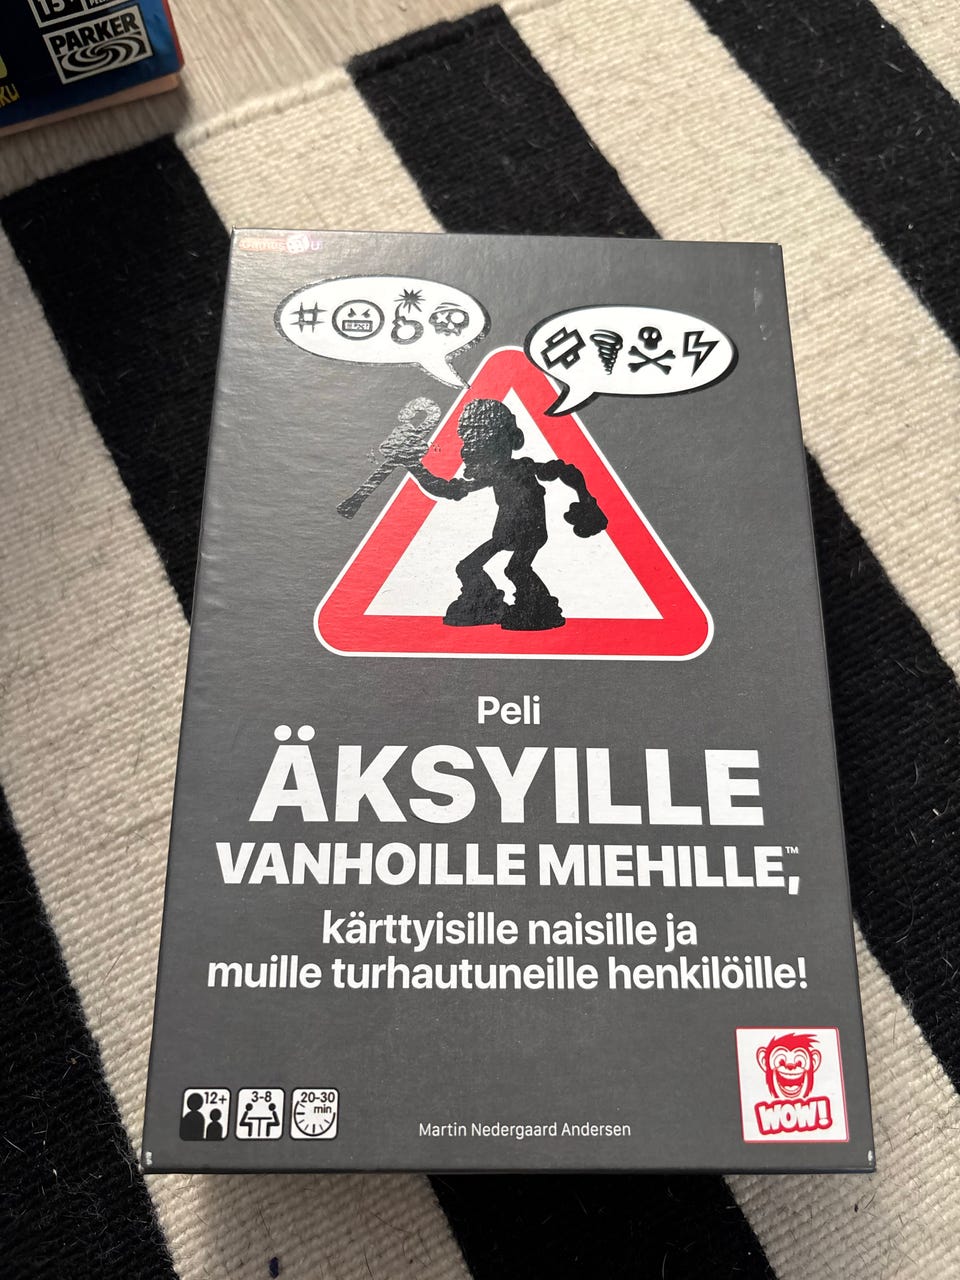 15+
PARKER
Peli
ÄKSYILLE
VANHOILLE MIEHILLE,™
kärttyisille naisille ja
muille turhautuneille henkilöille!
12+
3-8
20-30
min
Martin Nedergaard Andersen
WOW!